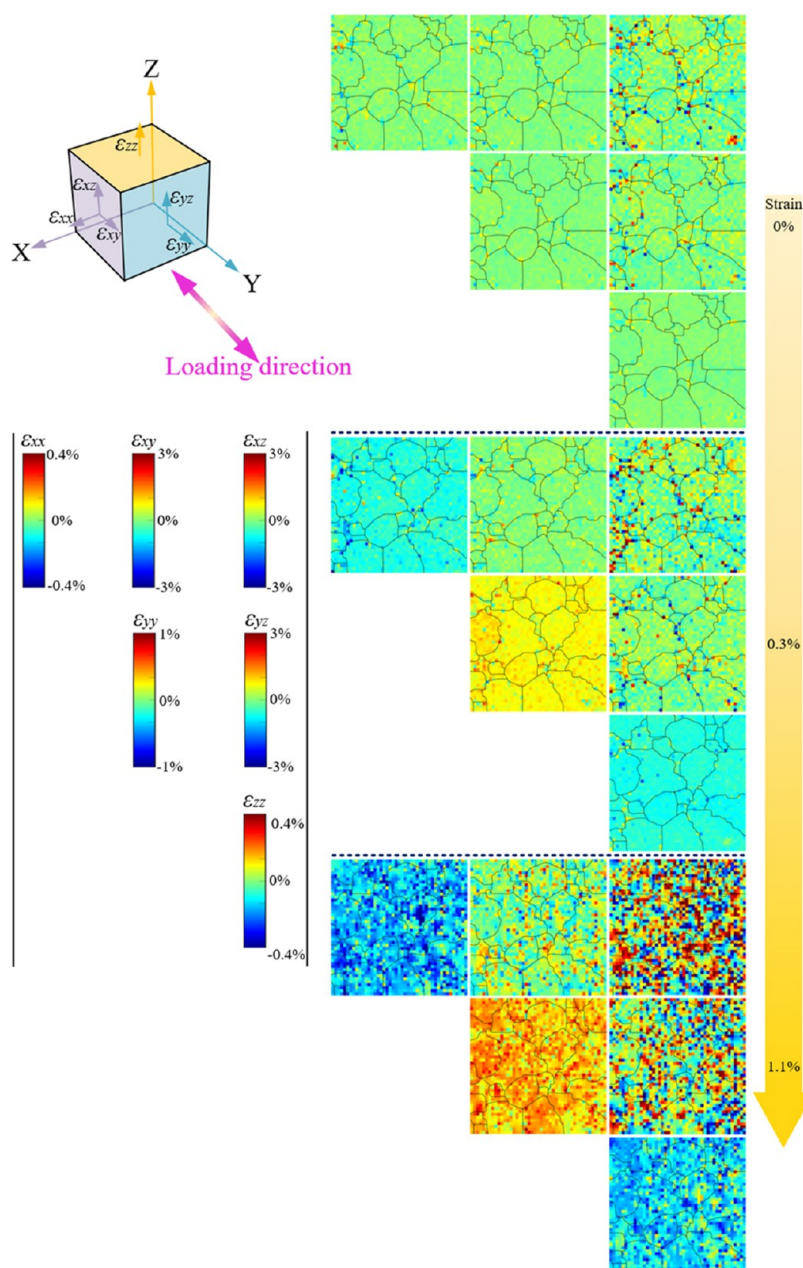 Z
εzz
εxz
εyz
εxx
εxy
εyy
X
Y
Loading direction
Strain
0%
εxx
εxy
εxz
0.4%
3%
3%
0%
0%
0%
-0.4%
-3%
-3%
εyy
εyz
1%
3%
0%
0%
-1%
-3%
0.3%
εzz
0.4%
0%
-0.4%
1.1%